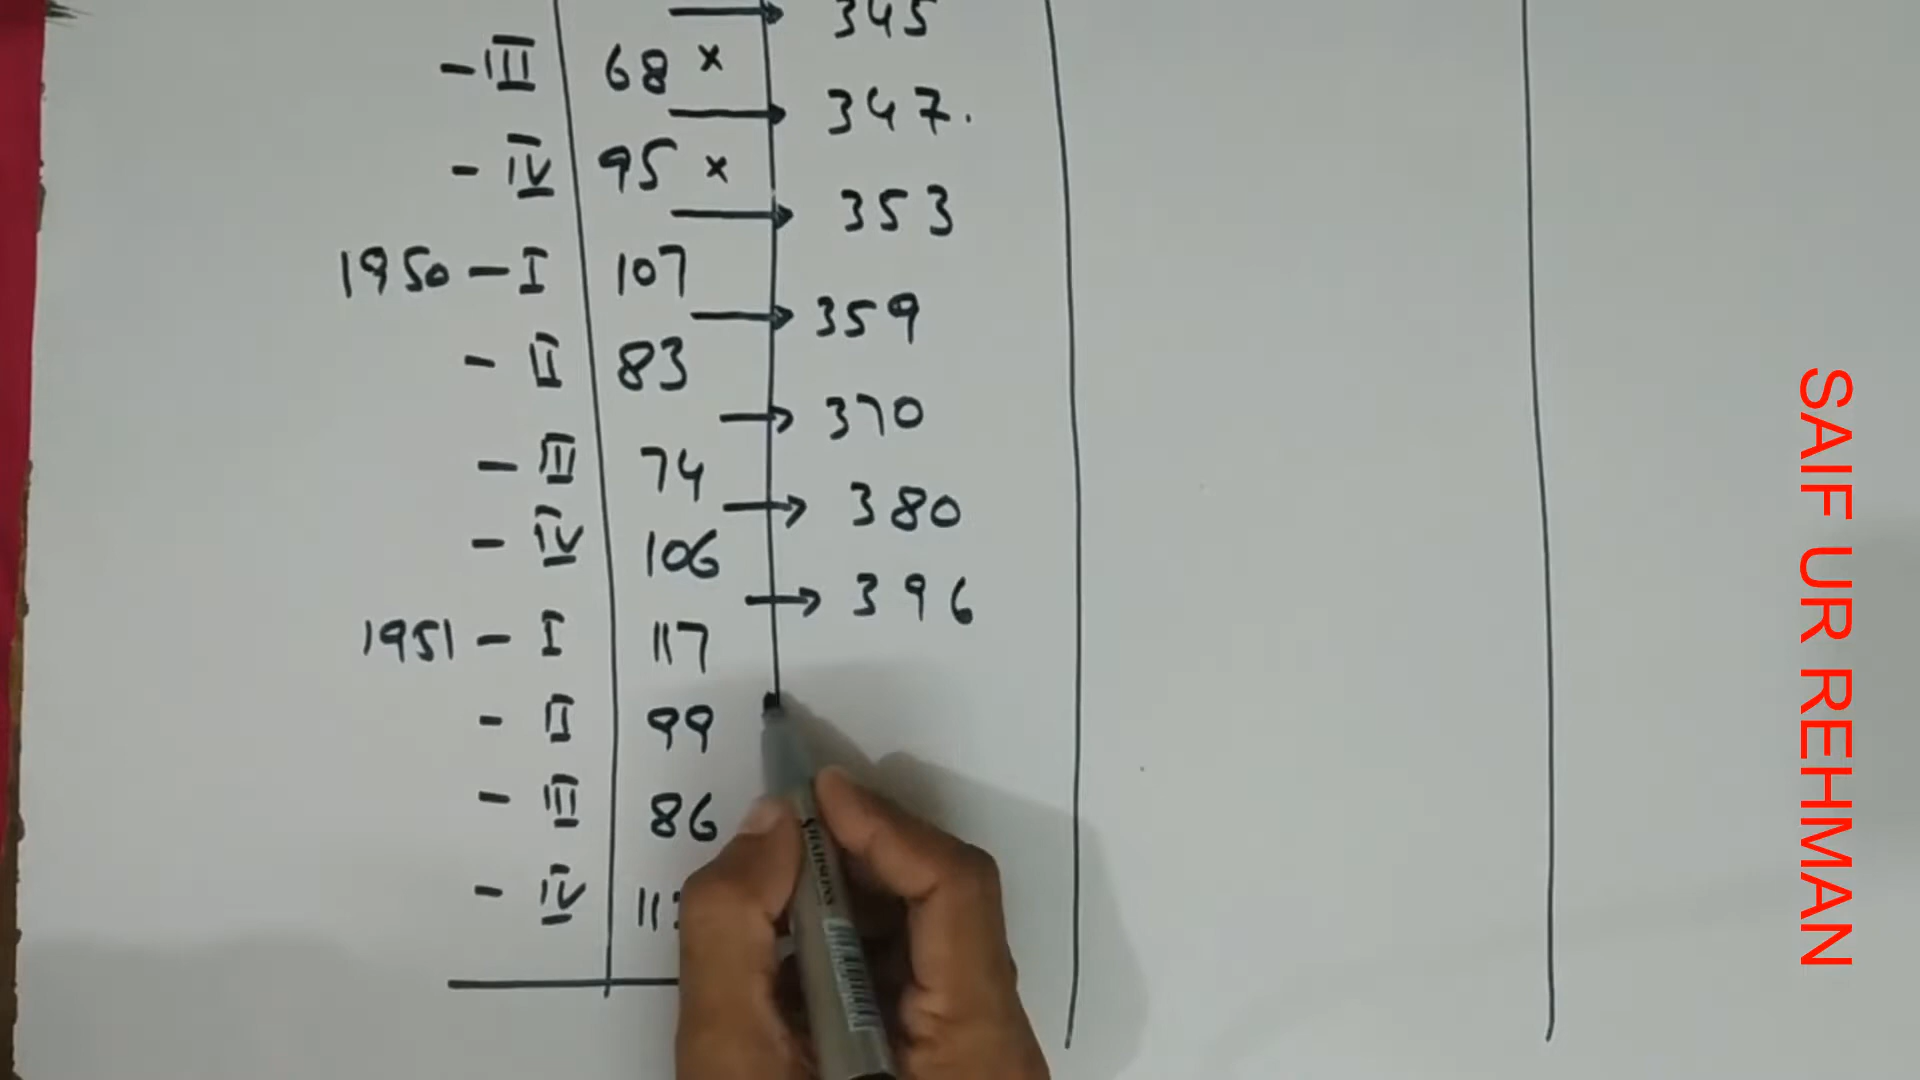 345
- III 68 x
347.
- IV 95 x
353
1950 - I 107
359
- II 83
370
- III 74
380
- IV 106
396
1951 - I 117
- II 99
- III 86
- IV
SAIF UR REHMAN